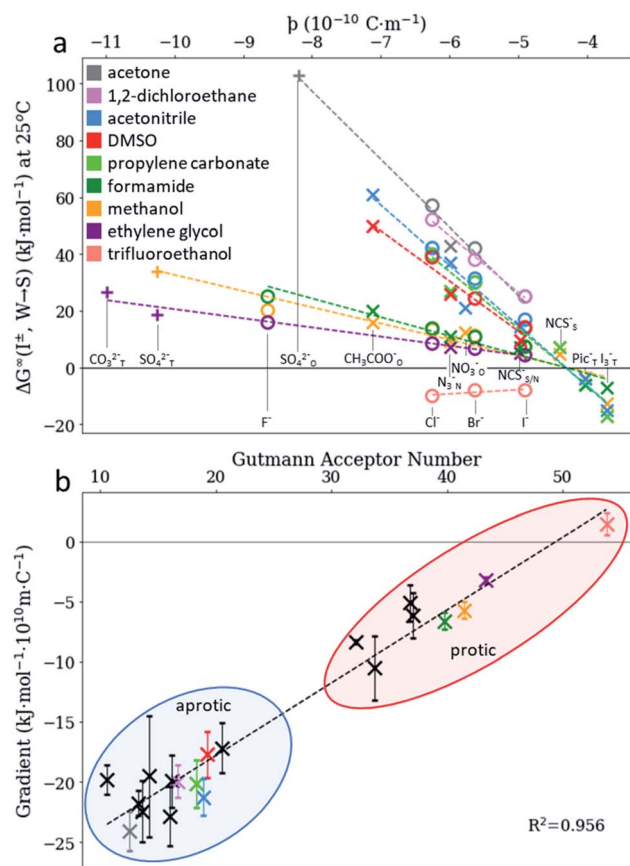 þ (10⁻¹⁰ C·m⁻¹)
a
−11 −10 −9 −8 −7 −6 −5 −4
ΔG∞(I±, W→S) (kJ·mol⁻¹) at 25°C
100
80
60
40
20
0
−20
acetone
1,2-dichloroethane
acetonitrile
DMSO
propylene carbonate
formamide
methanol
ethylene glycol
trifluoroethanol
NCS⁻S
CO₃²⁻T SO₄²⁻T SO₄²⁻O CH₃COO⁻O NO₃⁻O Pic⁻T I₃⁻T
N₃⁻N NCS⁻S/N
F⁻ Cl⁻ Br⁻ I⁻
Gutmann Acceptor Number
b
10 20 30 40 50
Gradient (kJ·mol⁻¹·10¹⁰m·C⁻¹)
0
−5
−10
−15
−20
−25
protic
aprotic
R²=0.956